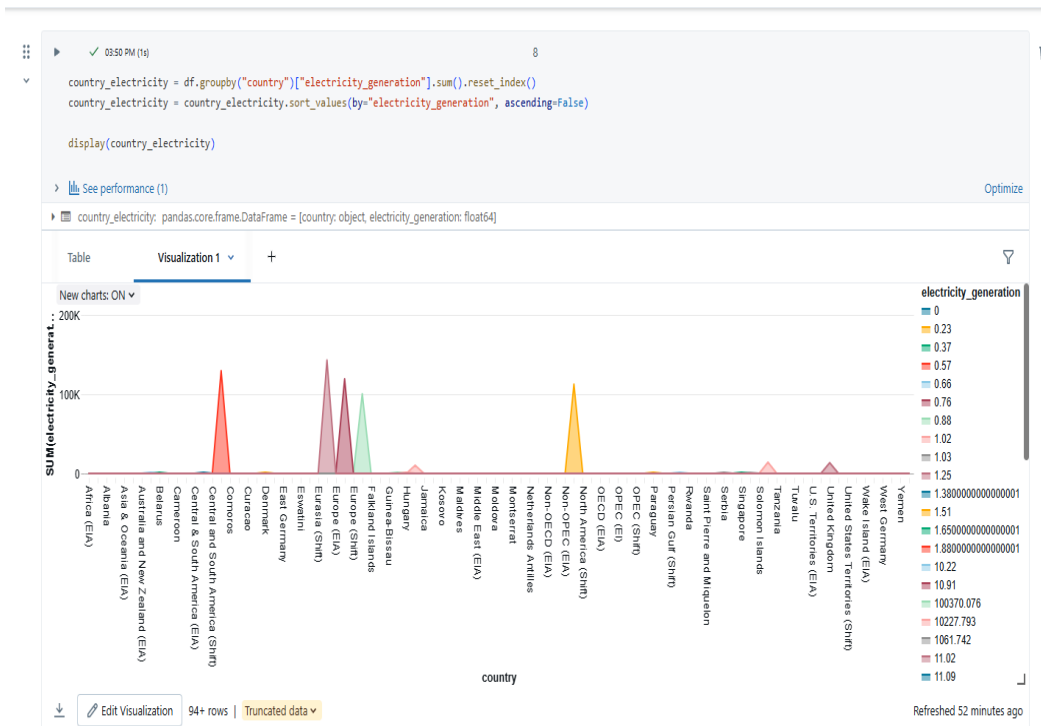 03:50 PM (1s)
8
country_electricity = df.groupby("country")["electricity_generation"].sum().reset_index()
country_electricity = country_electricity.sort_values(by="electricity_generation", ascending=False)
display(country_electricity)
See performance (1)
Optimize
country_electricity: pandas.core.frame.DataFrame = [country: object, electricity_generation: float64]
Table
Visualization 1
+
New charts: ON
SUM(electricity_generat...
200K
100K
0
Africa (EIA)
Albania
Asia & Oceania (EIA)
Australia and New Zealand (EIA)
Belarus
Cameroon
Central & South America (EIA)
Central and South America (Shift)
Comoros
Curacao
Denmark
East Germany
Eswatini
Eurasia (Shift)
Europe (EIA)
Europe (Shift)
Falkland Islands
Guinea-Bissau
Hungary
Jamaica
Kosovo
Maldives
Middle East (EIA)
Moldova
Montserrat
Netherlands Antilles
Non-OECD (EIA)
Non-OPEC (EIA)
North America (Shift)
OECD (EIA)
OPEC (EI)
OPEC (Shift)
Paraguay
Persian Gulf (Shift)
Rwanda
Saint Pierre and Miquelon
Serbia
Singapore
Solomon Islands
Tanzania
Tuvalu
U.S. Territories (EIA)
United Kingdom
United States Territories (Shift)
Wake Island (EIA)
West Germany
Yemen
country
electricity_generation
0
0.23
0.37
0.57
0.66
0.76
0.88
1.02
1.03
1.25
1.3800000000000001
1.51
1.6500000000000001
1.8800000000000001
10.22
10.91
100370.076
10227.793
1061.742
11.02
11.09
Edit Visualization
94+ rows | Truncated data
Refreshed 52 minutes ago